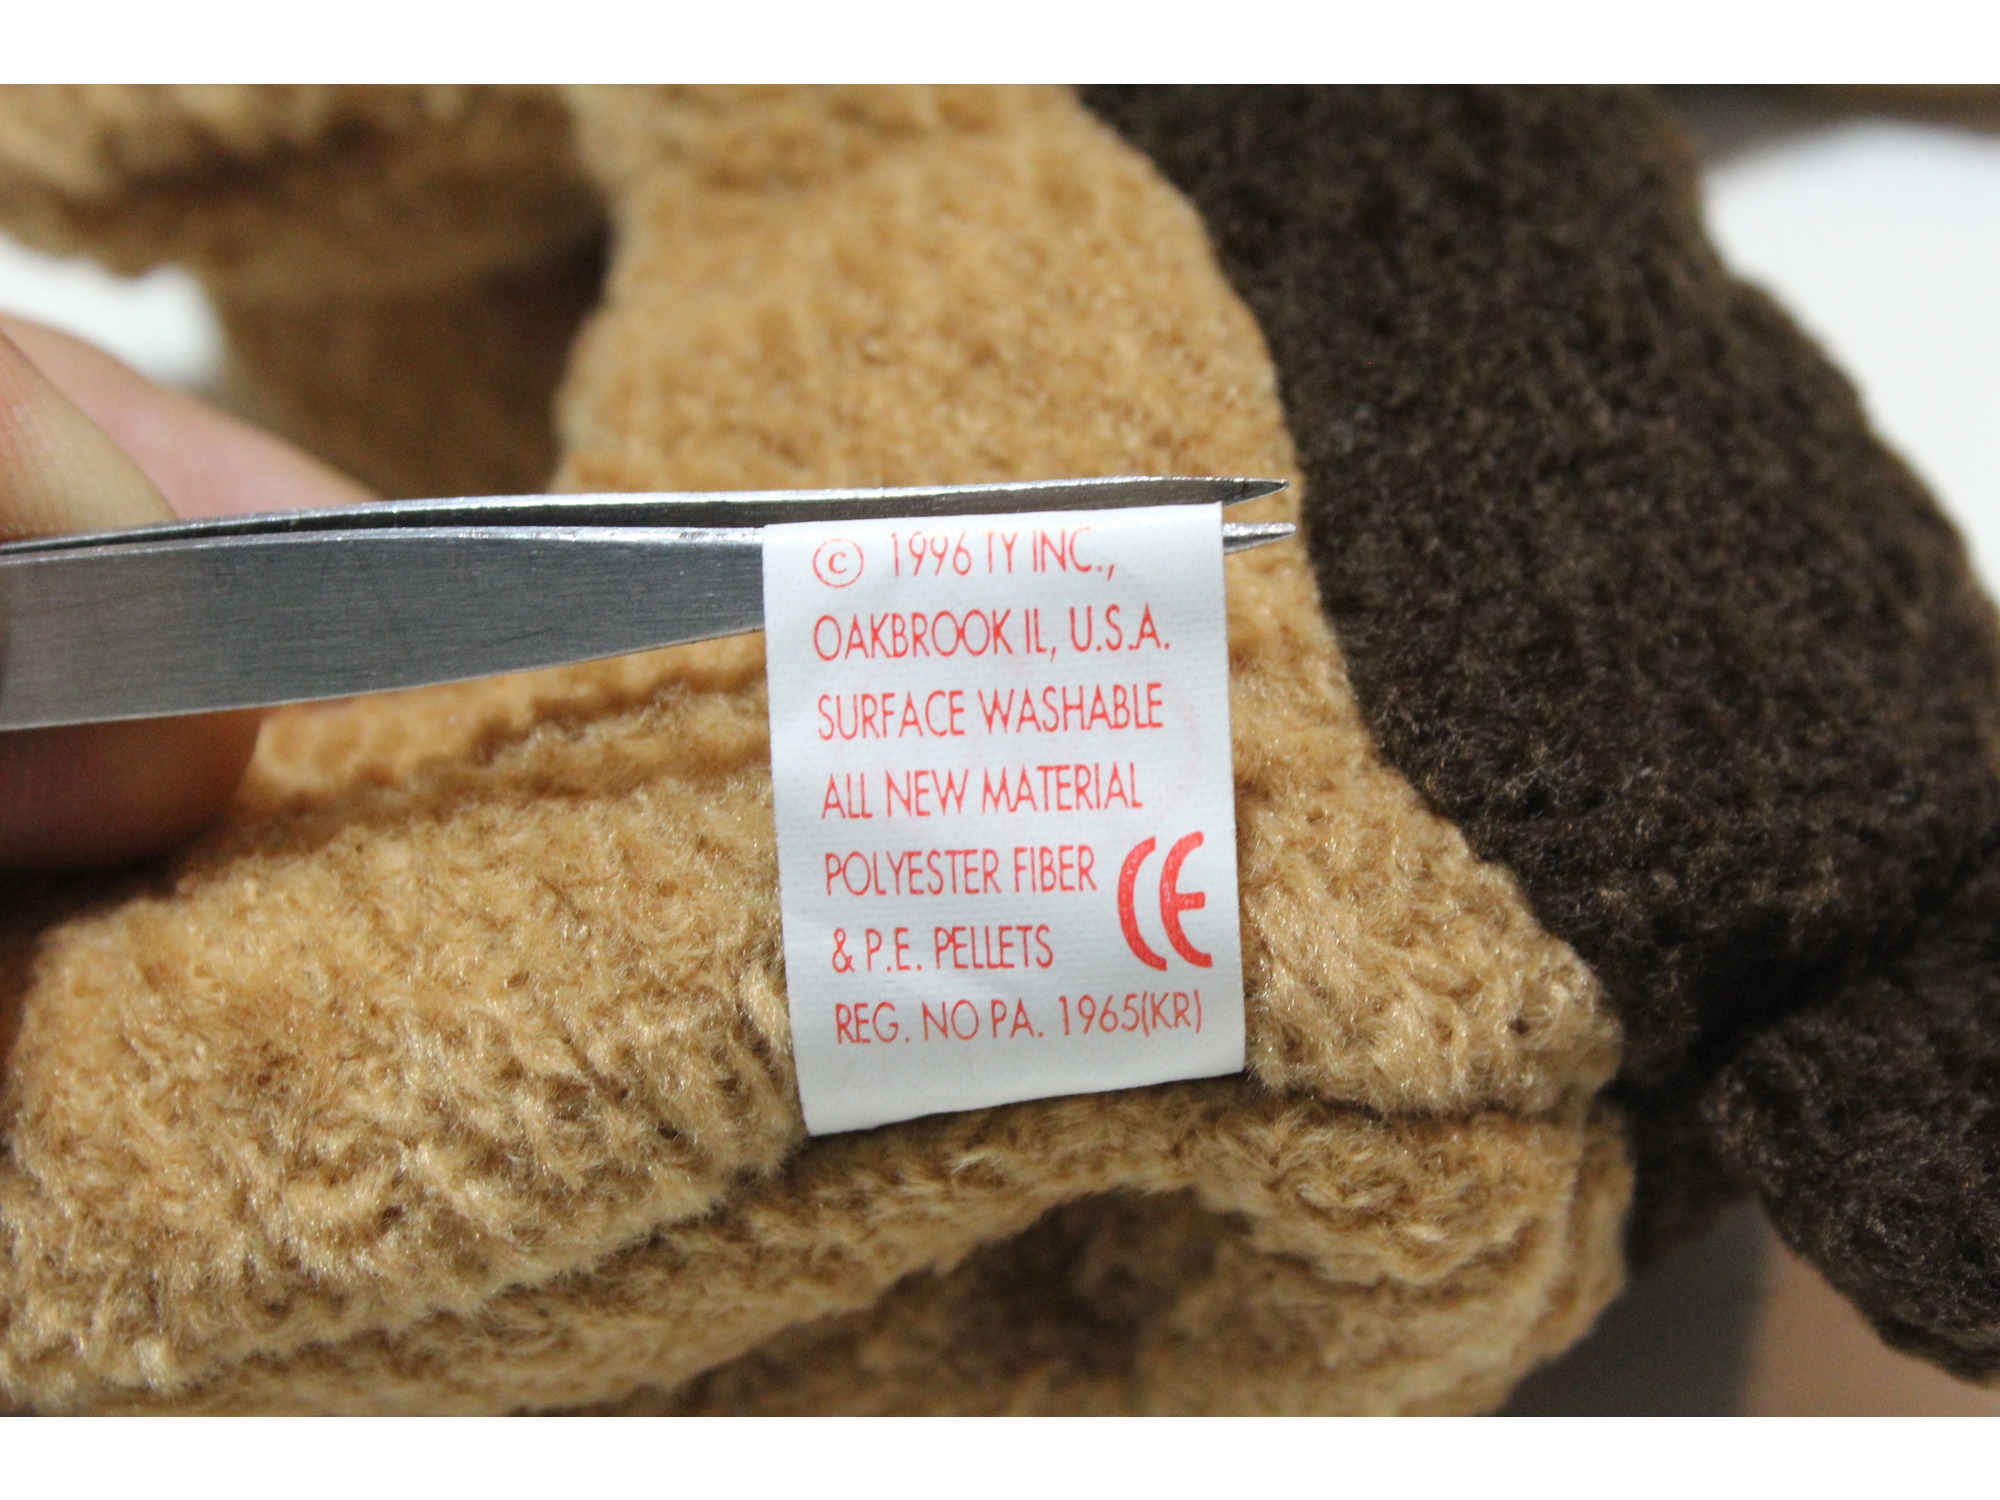 © 1996 TY INC.,
OAKBROOK IL, U.S.A.
SURFACE WASHABLE
ALL NEW MATERIAL
POLYESTER FIBER
& P.E. PELLETS
CE
REG. NO PA. 1965(KR)